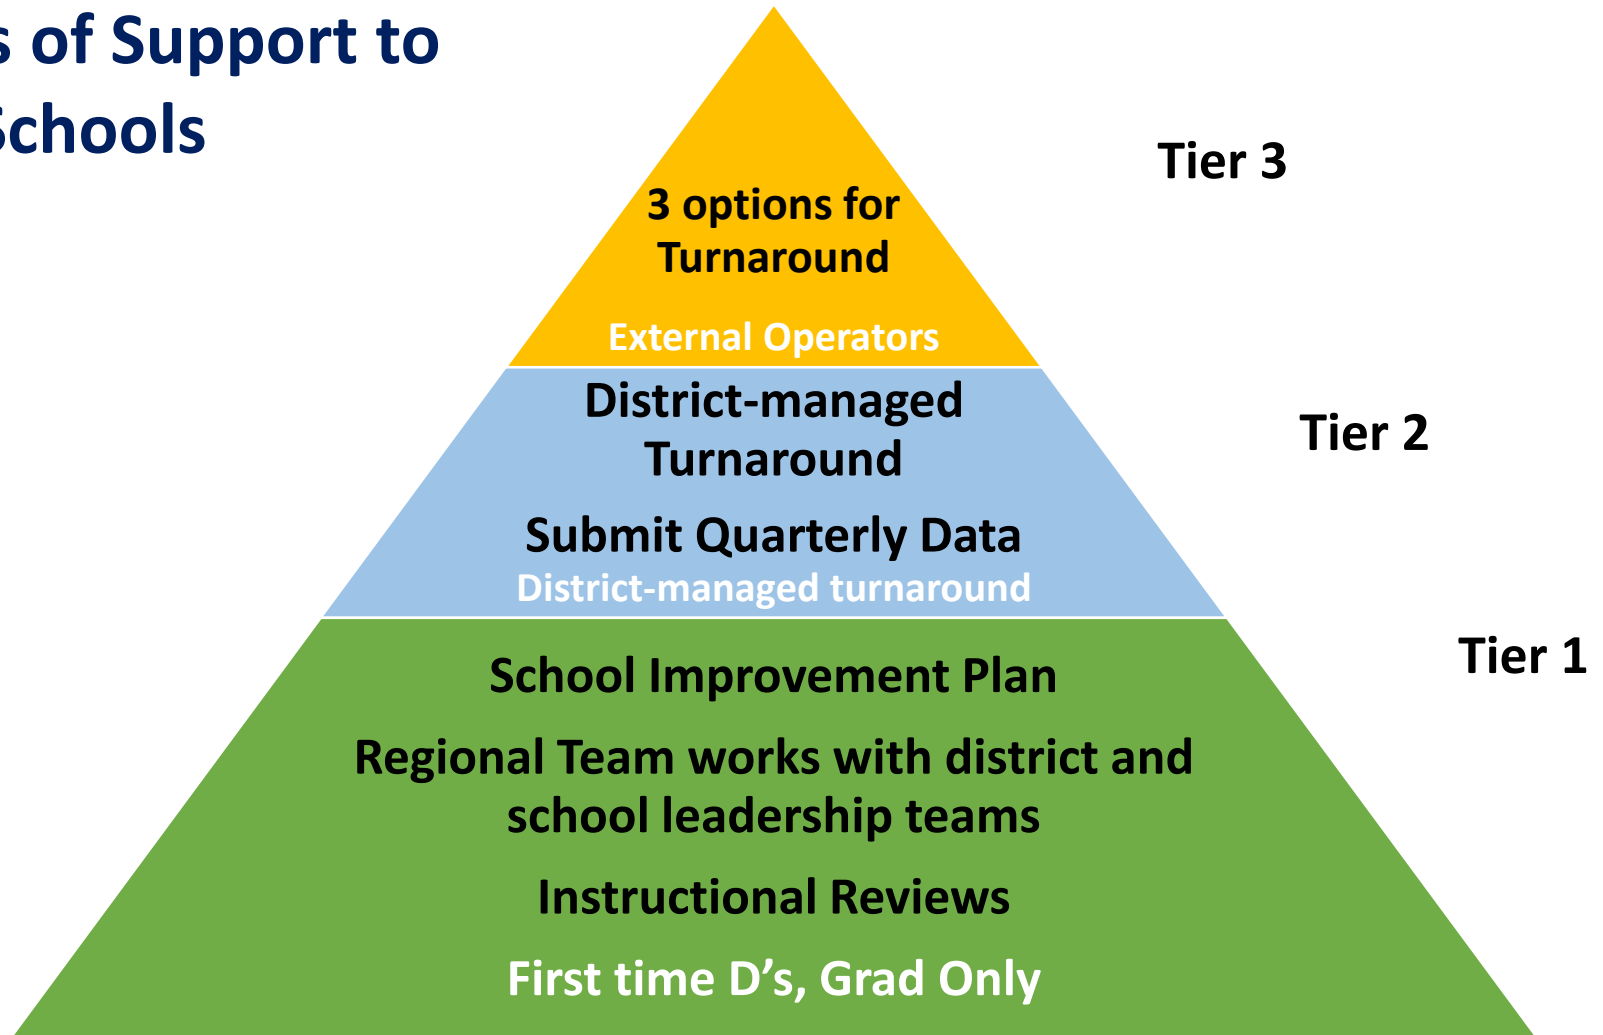 of Support to
Schools
Tier 3
3 options for
Turnaround
External Operators
District-managed
Turnaround
Tier 2
Submit Quarterly Data
District-managed turnaround
Tier 1
School Improvement Plan
Regional Team works with district and
school leadership teams
Instructional Reviews
First time D’s, Grad Only